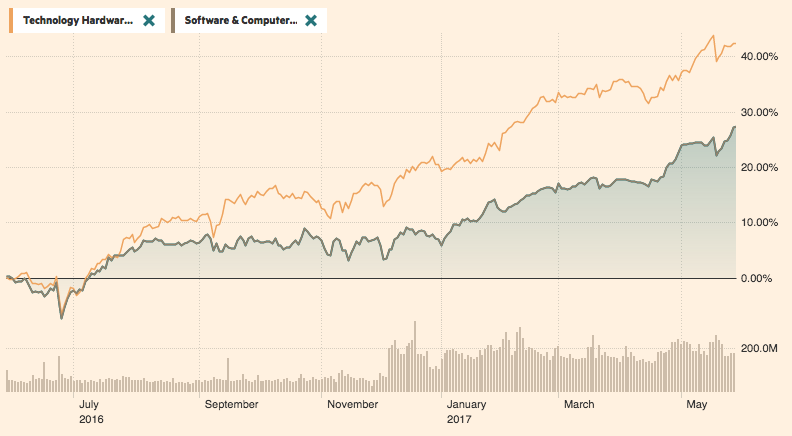 Technology Hardwar...
Software & Computer...
40.00%
30.00%
20.00%
10.00%
0.00%
200.0M
July
2016
September
November
January
2017
March
May